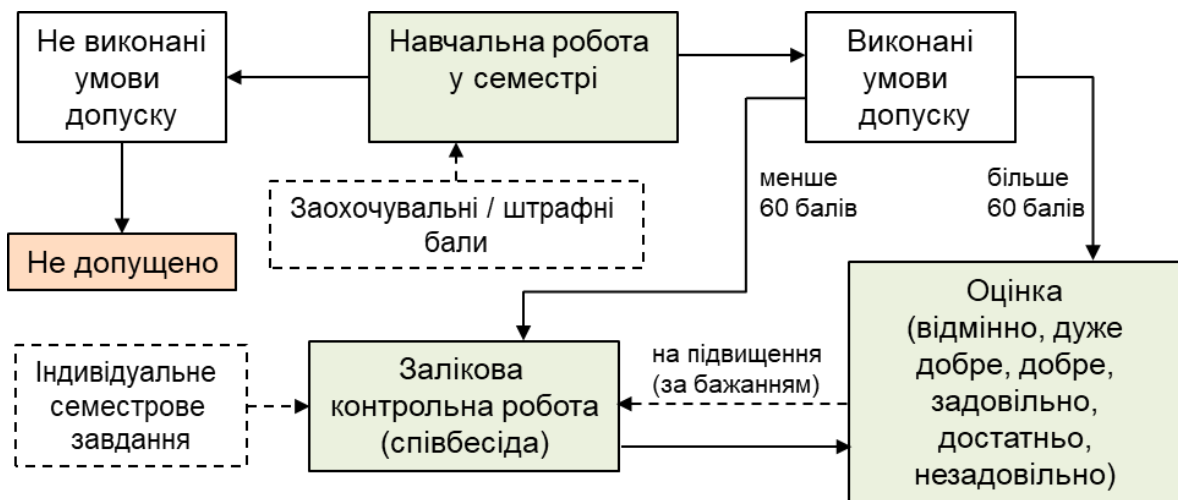 Не виконані
умови
допуску
Навчальна робота
у семестрі
Виконані
умови
допуску
Заохочувальні / штрафні
бали
менше
60 балів
більше
60 балів
Не допущено
Індивідуальне
семестрове
завдання
Залікова
контрольна робота
(співбесіда)
на підвищення
(за бажанням)
Оцінка
(відмінно, дуже
добре, добре,
задовільно,
достатньо,
незадовільно)